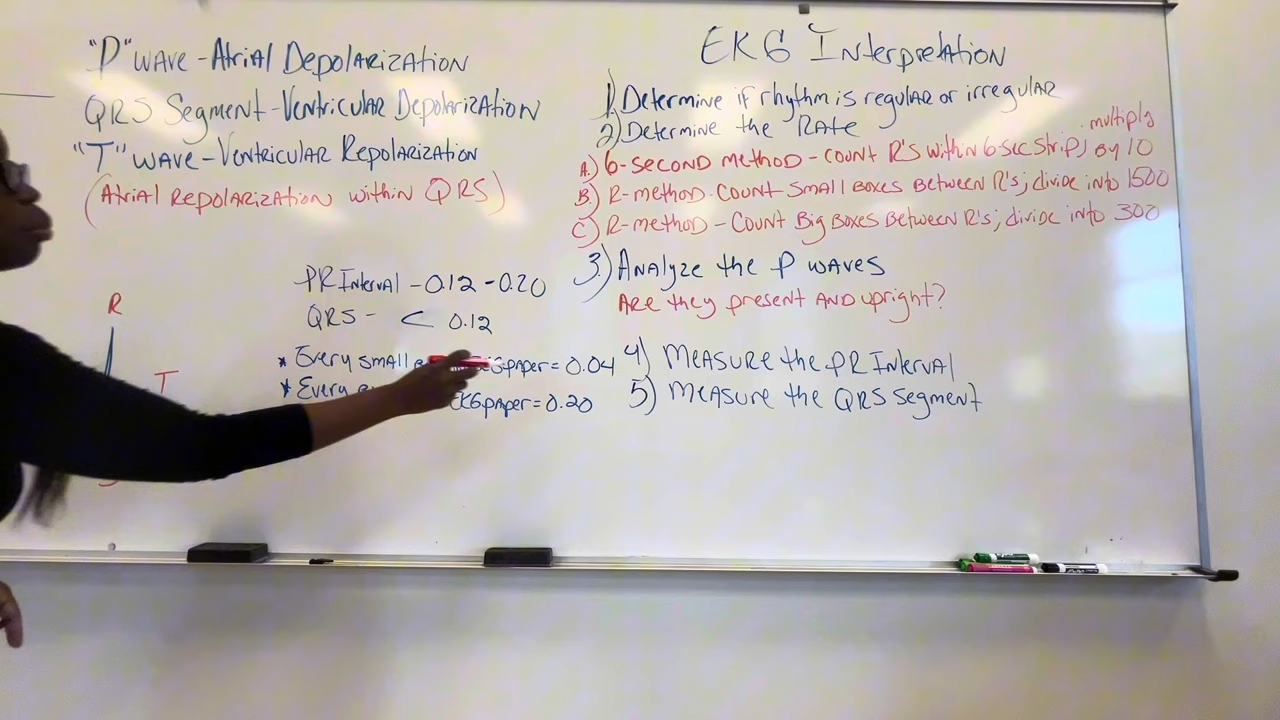 "P" wave - Atrial Depolarization
QRS Segment - Ventricular Depolarization
"T" wave - Ventricular Repolarization
(Atrial Repolarization within QRS)
R
T
PR Interval - 0.12 - 0.20
QRS - < 0.12
* Every small paper = 0.04
* Every EKG paper = 0.20
EKG Interpretation
1) Determine if rhythm is regular or irregular
2) Determine the Rate
A.) 6-second method - count R's within 6 sec strip, multiply by 10
B.) R-method - count small boxes between R's; divide into 1500
C.) R-method - count Big Boxes between R's; divide into 300
3.) Analyze the P waves
Are they present AND upright?
4) Measure the PR Interval
5) Measure the QRS segment